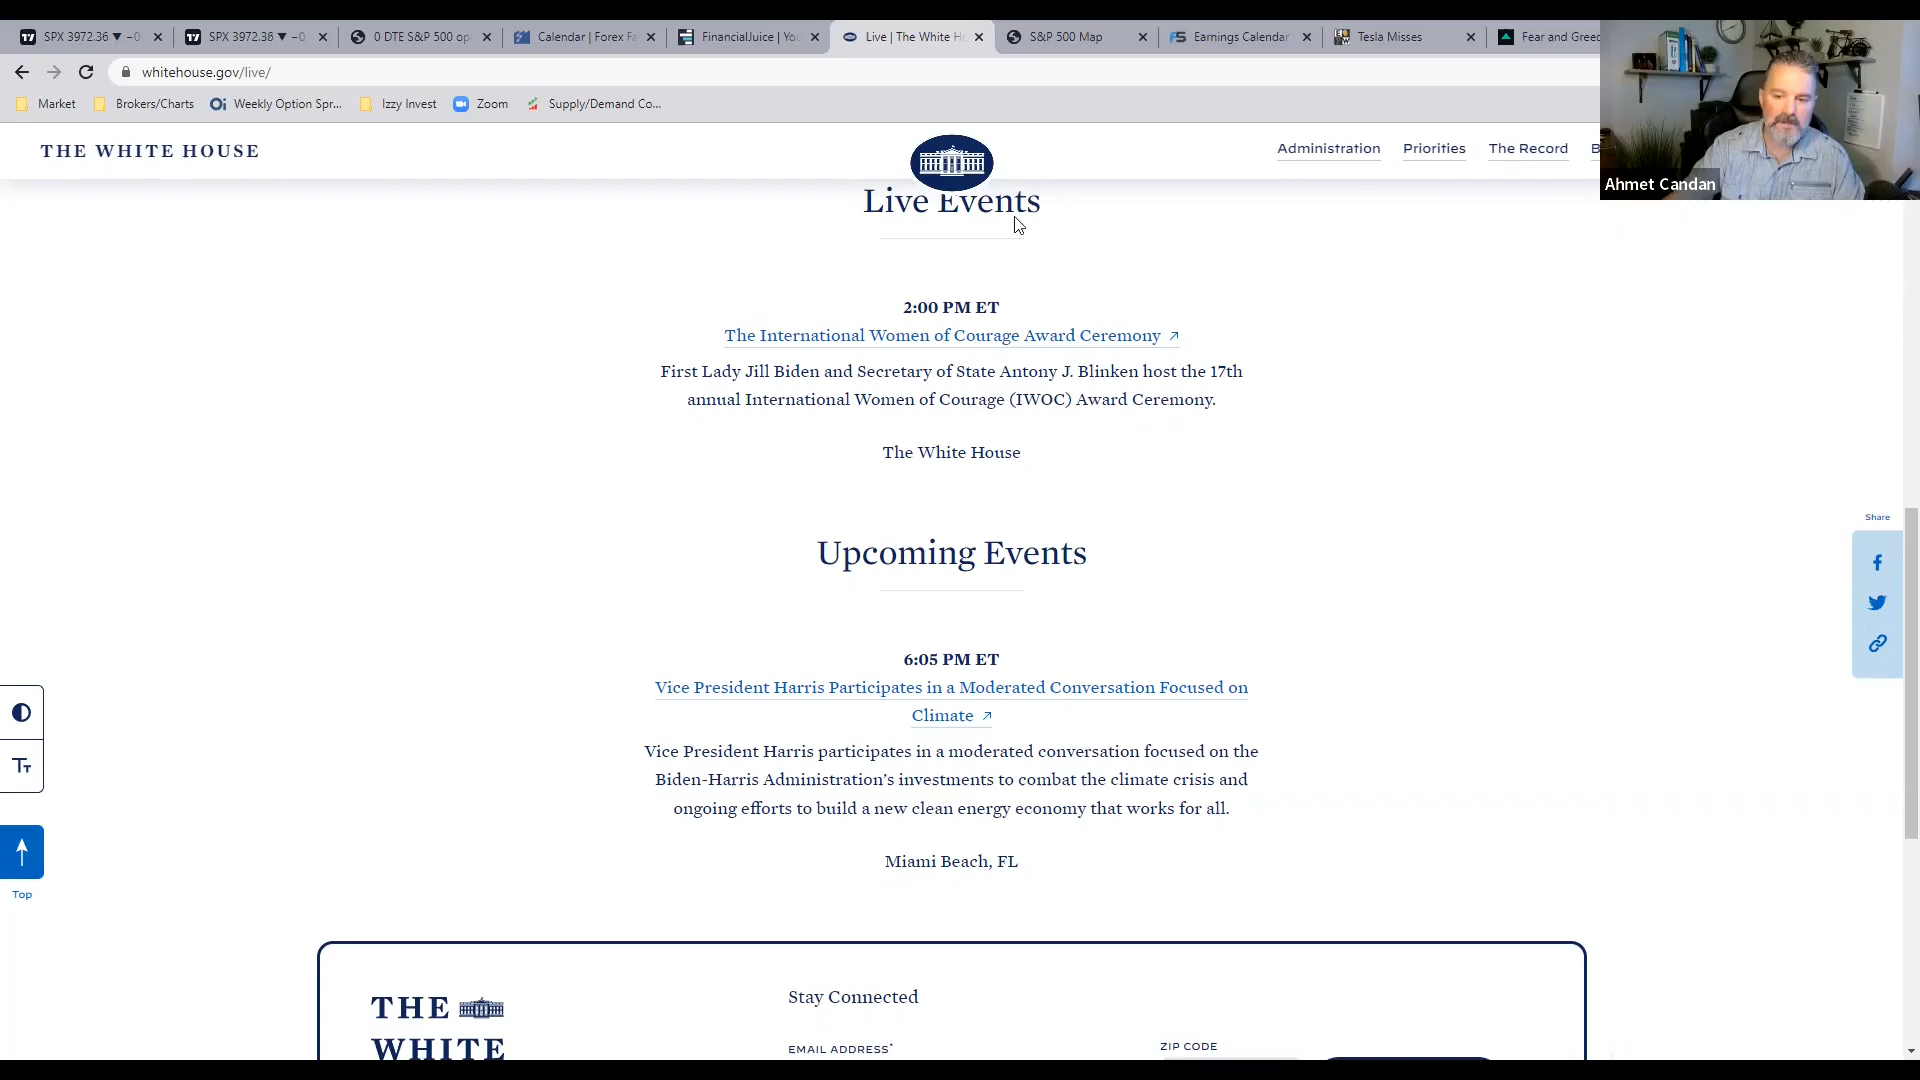 SPX 3972.36 ▼ −0
SPX 3972.38 ▼ −0
0 DTE S&P 500 op
Calendar | Forex Fa
FinancialJuice | You
Live | The White Ho
S&P 500 Map
Earnings Calendar
Tesla Misses
Fear and Greed
whitehouse.gov/live/
Market
Brokers/Charts
Weekly Option Spr...
Izzy Invest
Zoom
Supply/Demand Co...
THE WHITE HOUSE
Administration
Priorities
The Record
Ahmet Candan
Live Events
2:00 PM ET
The International Women of Courage Award Ceremony ↗
First Lady Jill Biden and Secretary of State Antony J. Blinken host the 17th
annual International Women of Courage (IWOC) Award Ceremony.
The White House
Upcoming Events
Share
6:05 PM ET
Vice President Harris Participates in a Moderated Conversation Focused on
Climate ↗
Vice President Harris participates in a moderated conversation focused on the
Biden-Harris Administration’s investments to combat the climate crisis and
ongoing efforts to build a new clean energy economy that works for all.
Miami Beach, FL
Top
THE
WHITE
Stay Connected
EMAIL ADDRESS*
ZIP CODE